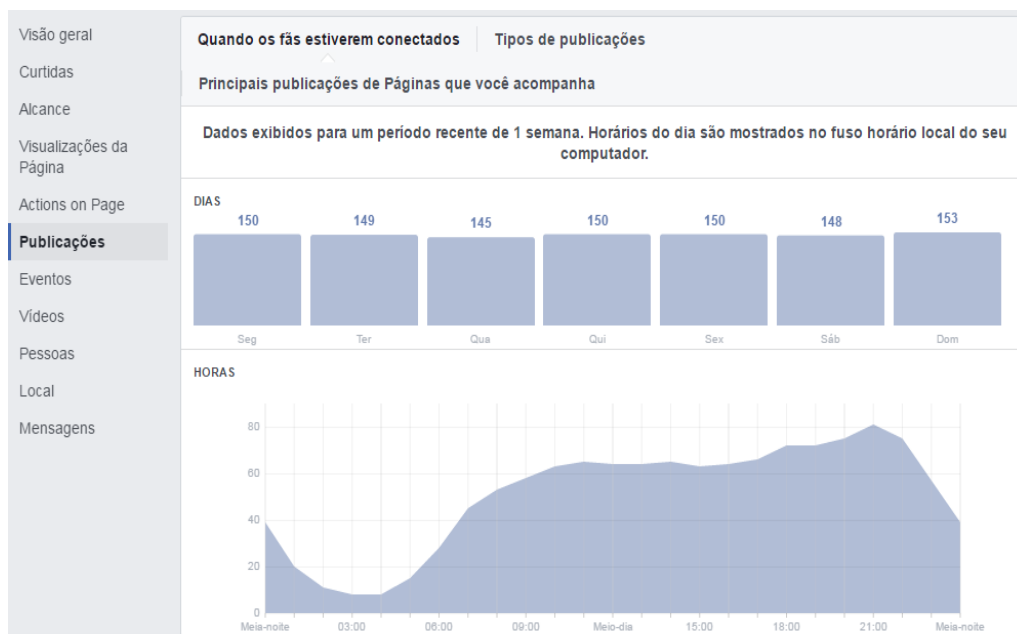 Visão geral
Curtidas
Alcance
Visualizações da
Página
Actions on Page
Publicações
Eventos
Vídeos
Pessoas
Local
Mensagens
Quando os fãs estiverem conectados
Tipos de publicações
Principais publicações de Páginas que você acompanha
Dados exibidos para um período recente de 1 semana. Horários do dia são mostrados no fuso horário local do seu
computador.
DIAS
150 149 145 150 150 148 153
Seg Ter Qua Qui Sex Sáb Dom
HORAS
80
60
40
20
0
Meia-noite 03:00 06:00 09:00 Meio-dia 15:00 18:00 21:00 Meia-noite